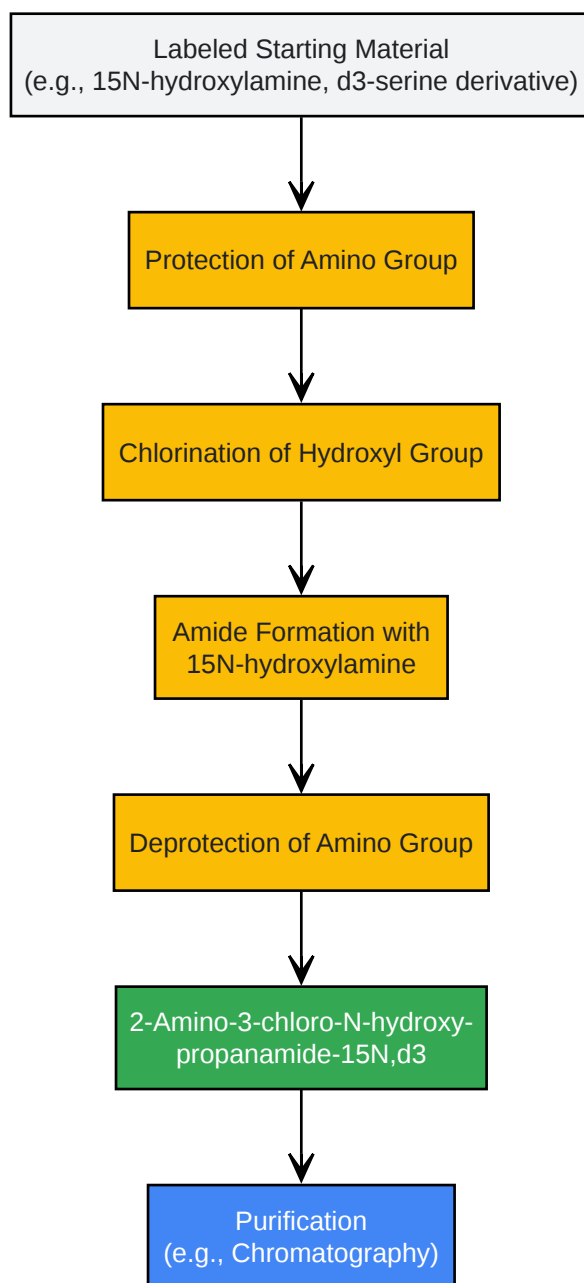 Labeled Starting Material
(e.g., 15N-hydroxylamine, d3-serine derivative)
Protection of Amino Group
Chlorination of Hydroxyl Group
Amide Formation with
15N-hydroxylamine
Deprotection of Amino Group
2-Amino-3-chloro-N-hydroxy-
propanamide-15N,d3
Purification
(e.g., Chromatography)